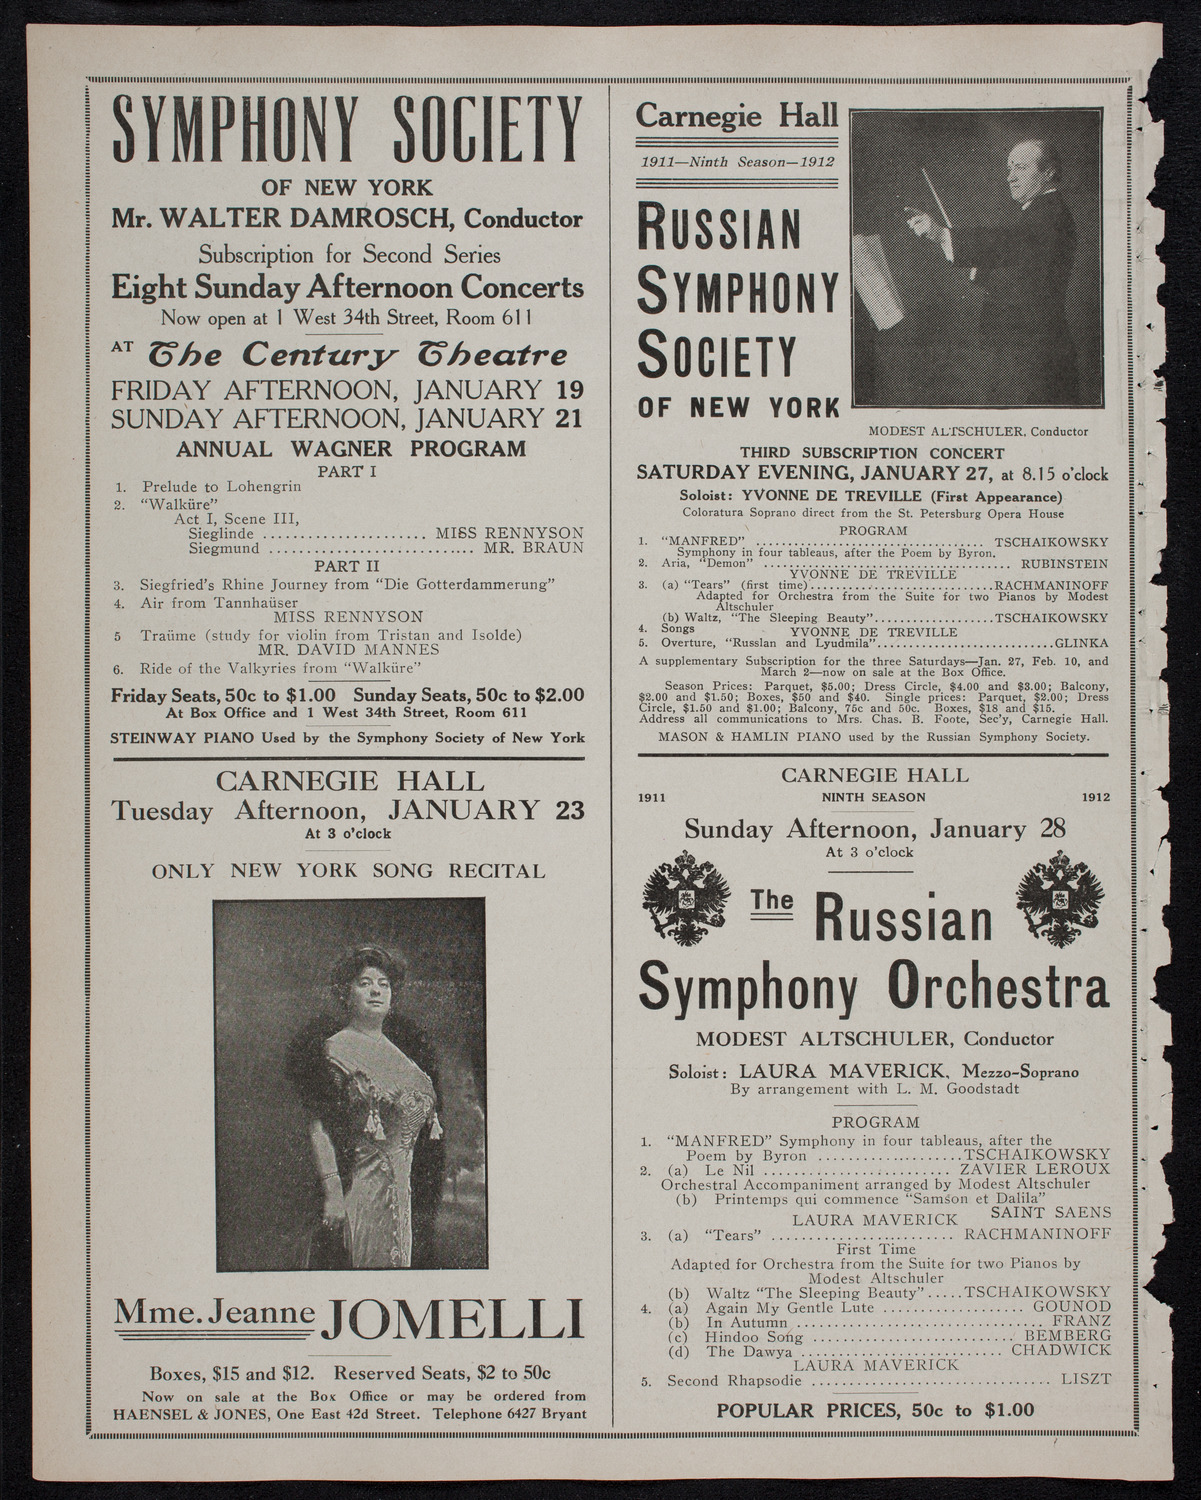 SYMPHONY SOCIETY
OF NEW YORK
Mr. WALTER DAMROSCH, Conductor
Subscription for Second Series
Eight Sunday Afternoon Concerts
Now open at 1 West 34th Street, Room 611
AT The Century Theatre
FRIDAY AFTERNOON, JANUARY 19
SUNDAY AFTERNOON, JANUARY 21
ANNUAL WAGNER PROGRAM
PART I
1. Prelude to Lohengrin
2. "Walküre"
Act I, Scene III,
Sieglinde ...................... MISS RENNYSON
Siegmund ........................... MR. BRAUN
PART II
3. Siegfried's Rhine Journey from "Die Gotterdammerung"
4. Air from Tannhaüser
MISS RENNYSON
5 Traüme (study for violin from Tristan and Isolde)
MR. DAVID MANNES
6. Ride of the Valkyries from "Walküre"
Friday Seats, 50c to $1.00 Sunday Seats, 50c to $2.00
At Box Office and 1 West 34th Street, Room 611
STEINWAY PIANO Used by the Symphony Society of New York
CARNEGIE HALL
Tuesday Afternoon, JANUARY 23
At 3 o'clock
ONLY NEW YORK SONG RECITAL
Mme. Jeanne JOMELLI
Boxes, $15 and $12. Reserved Seats, $2 to 50c
Now on sale at the Box Office or may be ordered from
HAENSEL & JONES, One East 42d Street. Telephone 6427 Bryant
Carnegie Hall
1911—Ninth Season—1912
RUSSIAN
SYMPHONY
SOCIETY
OF NEW YORK
MODEST ALTSCHULER, Conductor
THIRD SUBSCRIPTION CONCERT
SATURDAY EVENING, JANUARY 27, at 8.15 o'clock
Soloist: YVONNE DE TREVILLE (First Appearance)
Coloratura Soprano direct from the St. Petersburg Opera House
PROGRAM
1. "MANFRED" .................................. TSCHAIKOWSKY
Symphony in four tableaus, after the Poem by Byron.
2. Aria, "Demon" .................................. RUBINSTEIN
YVONNE DE TREVILLE
3. (a) "Tears" (first time)..........................RACHMANINOFF
Adapted for Orchestra from the Suite for two Pianos by Modest
Altschuler
(b) Waltz, "The Sleeping Beauty"..................TSCHAIKOWSKY
4. Songs YVONNE DE TREVILLE
5. Overture, "Russlan and Lyudmila"..........................GLINKA
A supplementary Subscription for the three Saturdays—Jan. 27, Feb. 10, and
March 2—now on sale at the Box Office.
Season Prices: Parquet, $5.00; Dress Circle, $4.00 and $3.00; Balcony,
$2.00 and $1.50; Boxes, $50 and $40. Single prices: Parquet, $2.00; Dress
Circle, $1.50 and $1.00; Balcony, 75c and 50c. Boxes, $18 and $15.
Address all communications to Mrs. Chas. B. Foote, Sec'y, Carnegie Hall.
MASON & HAMLIN PIANO used by the Russian Symphony Society.
CARNEGIE HALL
1911 NINTH SEASON 1912
Sunday Afternoon, January 28
At 3 o'clock
The Russian
Symphony Orchestra
MODEST ALTSCHULER, Conductor
Soloist: LAURA MAVERICK, Mezzo-Soprano
By arrangement with L. M. Goodstadt
PROGRAM
1. "MANFRED" Symphony in four tableaus, after the
Poem by Byron ...................TSCHAIKOWSKY
2. (a) Le Nil ......................... ZAVIER LEROUX
Orchestral Accompaniment arranged by Modest Altschuler
(b) Printemps qui commence "Samson et Dalila"
SAINT SAENS
LAURA MAVERICK
3. (a) "Tears" ........................ RACHMANINOFF
First Time
Adapted for Orchestra from the Suite for two Pianos by
Modest Altschuler
(b) Waltz "The Sleeping Beauty".....TSCHAIKOWSKY
4. (a) Again My Gentle Lute ................... GOUNOD
(b) In Autumn ................................. FRANZ
(c) Hindoo Song ........................... BEMBERG
(d) The Dawya .......................... CHADWICK
LAURA MAVERICK
5. Second Rhapsodie ................................ LISZT
POPULAR PRICES, 50c to $1.00